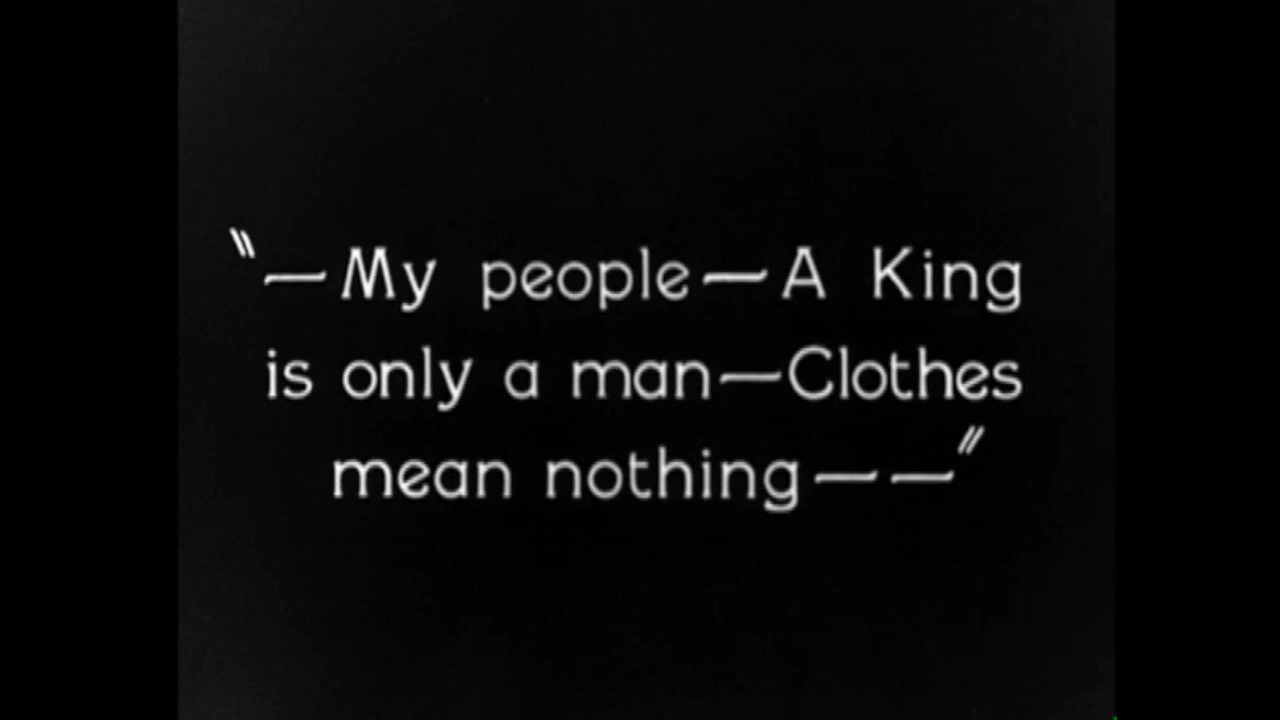 "—My people—A King
is only a man—Clothes
mean nothing— —"